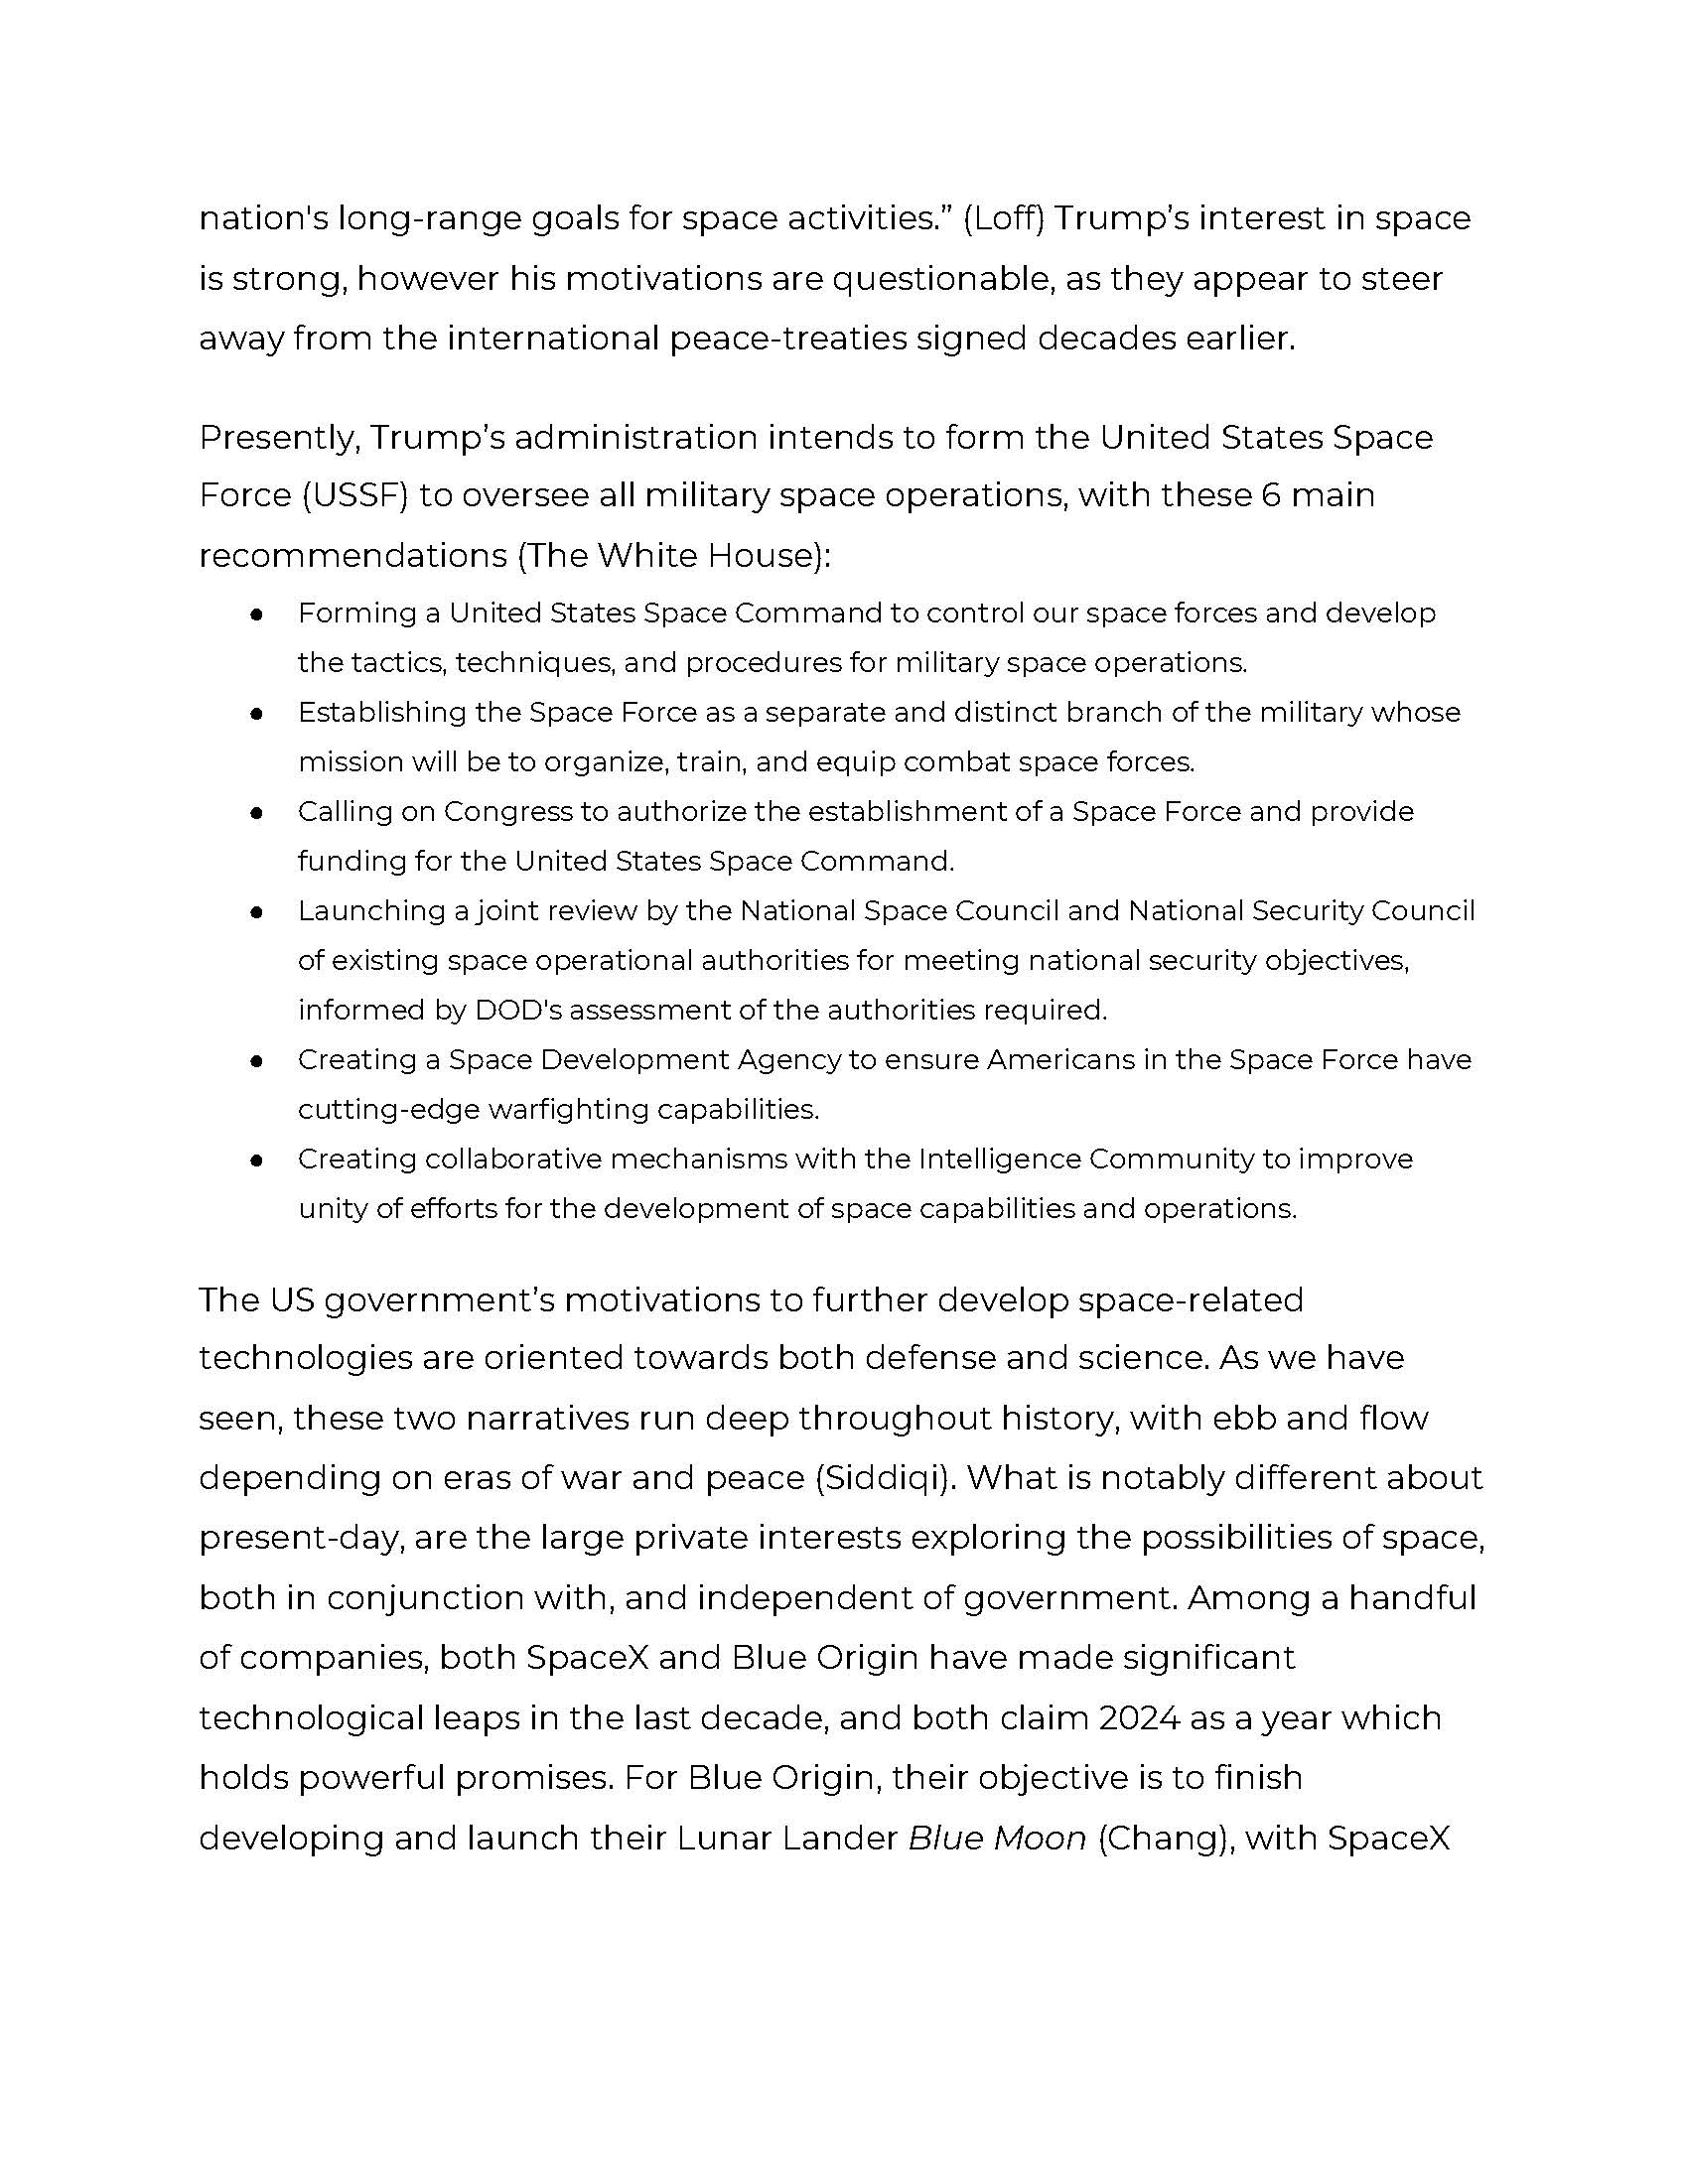 nation's long-range goals for space activities.” (Loff) Trump’s interest in space
is strong, however his motivations are questionable, as they appear to steer
away from the international peace-treaties signed decades earlier.
Presently, Trump’s administration intends to form the United States Space
Force (USSF) to oversee all military space operations, with these 6 main
recommendations (The White House):
● Forming a United States Space Command to control our space forces and develop
the tactics, techniques, and procedures for military space operations.
● Establishing the Space Force as a separate and distinct branch of the military whose
mission will be to organize, train, and equip combat space forces.
● Calling on Congress to authorize the establishment of a Space Force and provide
funding for the United States Space Command.
● Launching a joint review by the National Space Council and National Security Council
of existing space operational authorities for meeting national security objectives,
informed by DOD's assessment of the authorities required.
● Creating a Space Development Agency to ensure Americans in the Space Force have
cutting-edge warfighting capabilities.
● Creating collaborative mechanisms with the Intelligence Community to improve
unity of efforts for the development of space capabilities and operations.
The US government’s motivations to further develop space-related
technologies are oriented towards both defense and science. As we have
seen, these two narratives run deep throughout history, with ebb and flow
depending on eras of war and peace (Siddiqi). What is notably different about
present-day, are the large private interests exploring the possibilities of space,
both in conjunction with, and independent of government. Among a handful
of companies, both SpaceX and Blue Origin have made significant
technological leaps in the last decade, and both claim 2024 as a year which
holds powerful promises. For Blue Origin, their objective is to finish
developing and launch their Lunar Lander Blue Moon (Chang), with SpaceX